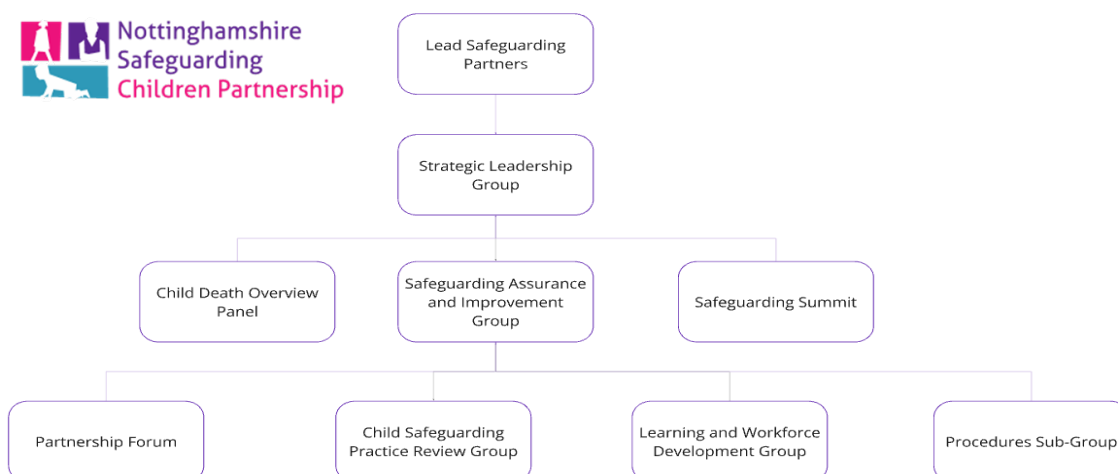 Nottinghamshire
Safeguarding
Children Partnership
Lead Safeguarding
Partners
Strategic Leadership
Group
Child Death Overview
Panel
Safeguarding Assurance
and Improvement
Group
Safeguarding Summit
Partnership Forum
Child Safeguarding
Practice Review Group
Learning and Workforce
Development Group
Procedures Sub-Group